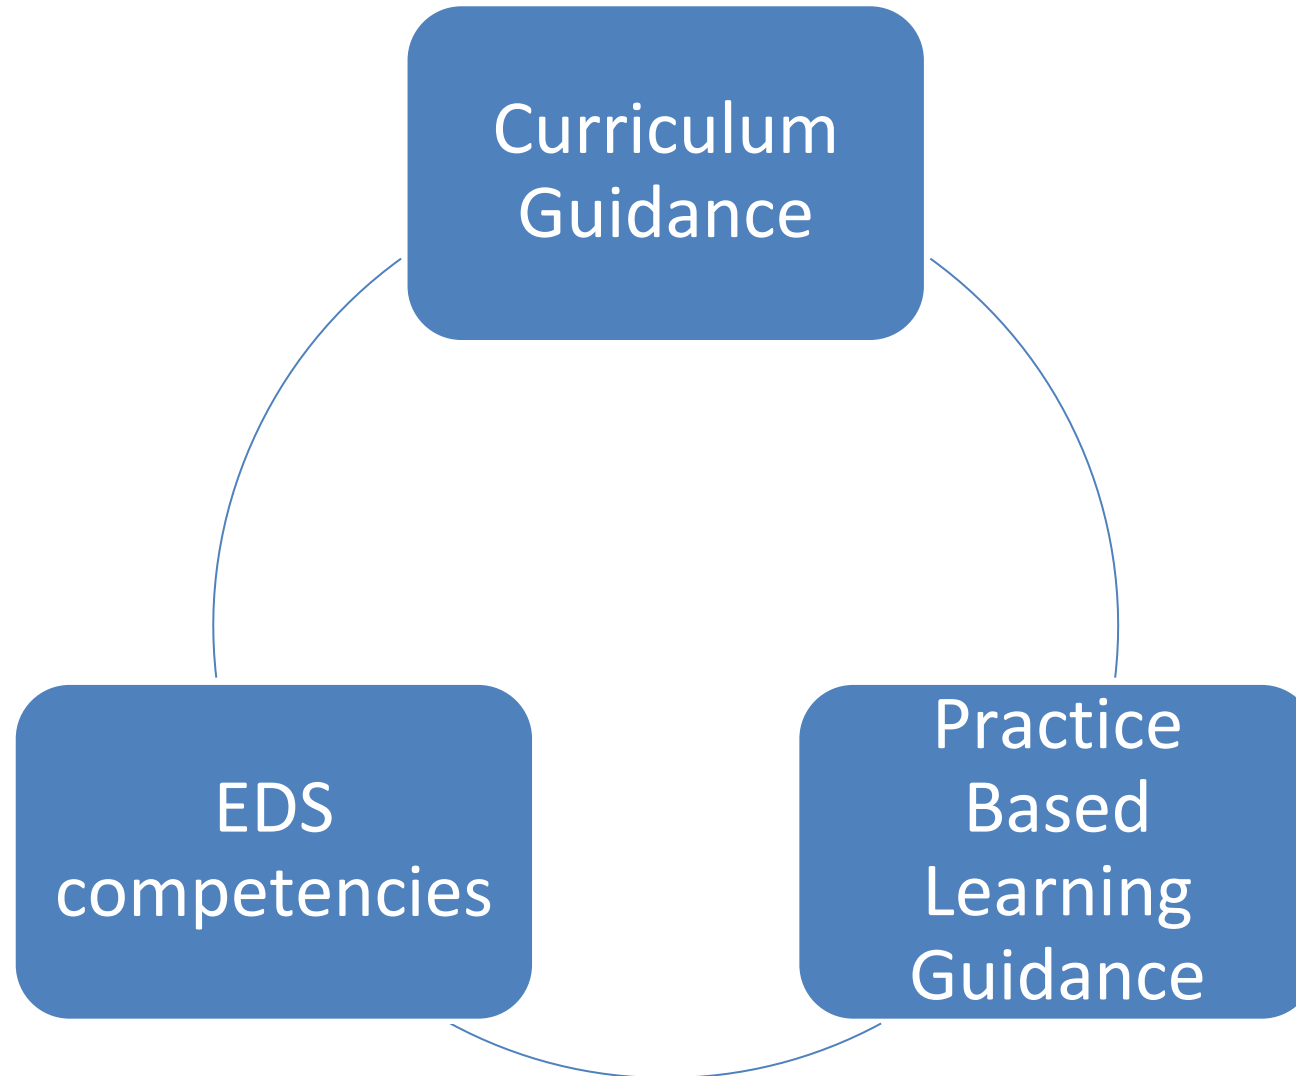 Curriculum
Guidance
EDS
competencies
Practice
Based
Learning
Guidance